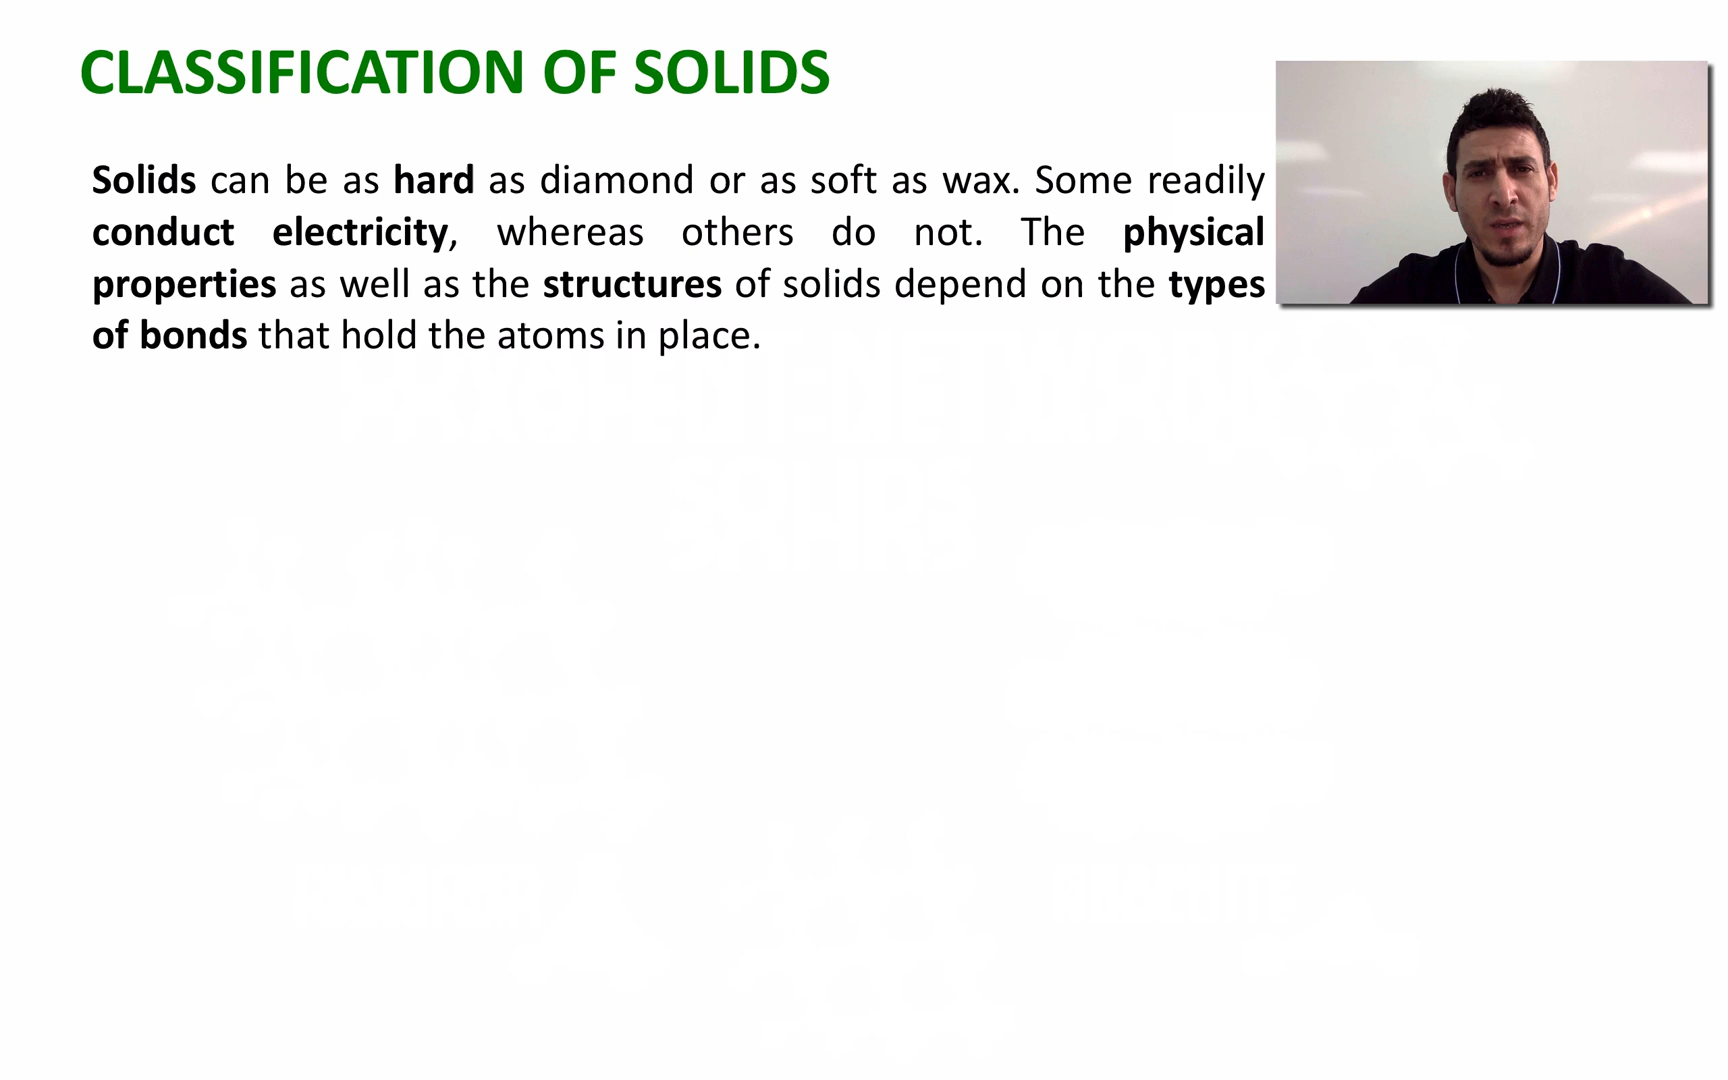 CLASSIFICATION OF SOLIDS
Solids can be as hard as diamond or as soft as wax. Some readily
conduct electricity, whereas others do not. The physical
properties as well as the structures of solids depend on the types
of bonds that hold the atoms in place.